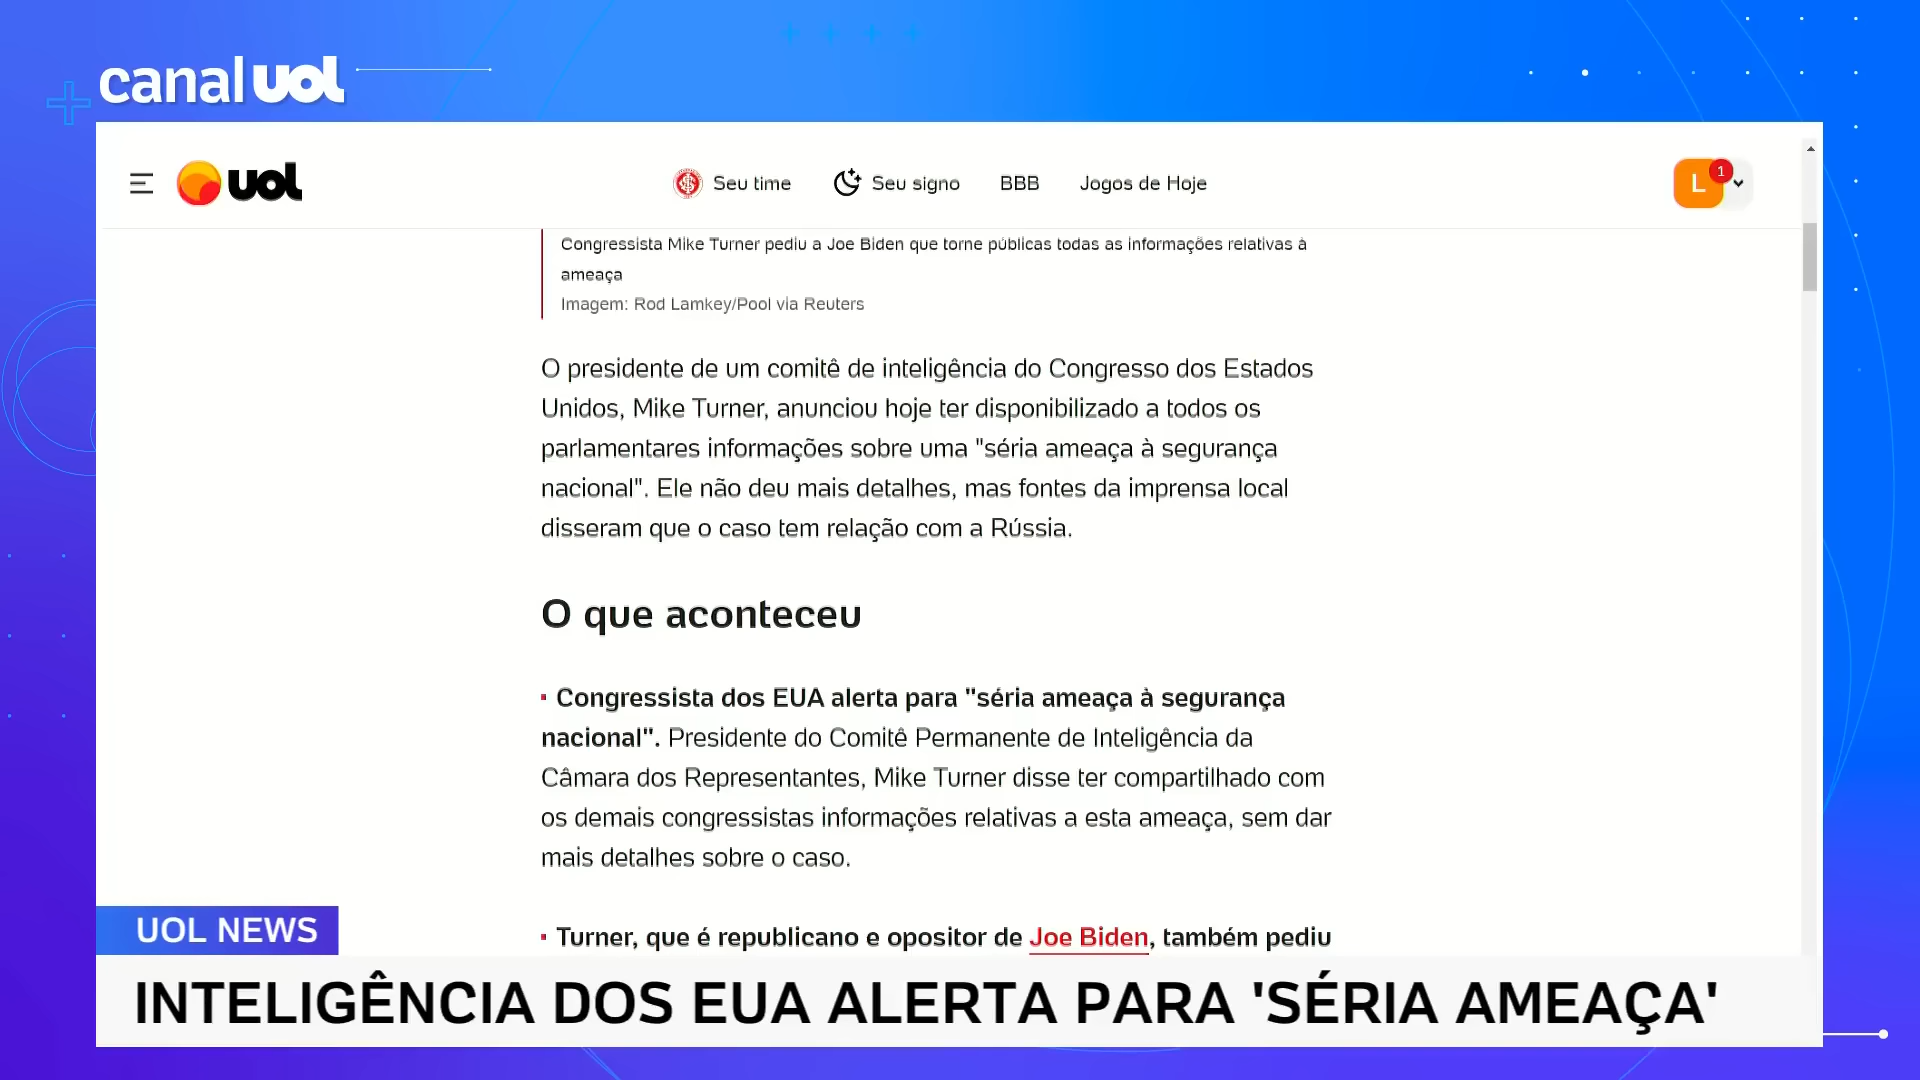 canal uol
uol
Seu time
Seu signo
BBB
Jogos de Hoje
L
1
Congressista Mike Turner pediu a Joe Biden que torne públicas todas as informações relativas à
ameaça
Imagem: Rod Lamkey/Pool via Reuters
O presidente de um comitê de inteligência do Congresso dos Estados
Unidos, Mike Turner, anunciou hoje ter disponibilizado a todos os
parlamentares informações sobre uma "séria ameaça à segurança
nacional". Ele não deu mais detalhes, mas fontes da imprensa local
disseram que o caso tem relação com a Rússia.
O que aconteceu
Congressista dos EUA alerta para "séria ameaça à segurança
nacional". Presidente do Comitê Permanente de Inteligência da
Câmara dos Representantes, Mike Turner disse ter compartilhado com
os demais congressistas informações relativas a esta ameaça, sem dar
mais detalhes sobre o caso.
Turner, que é republicano e opositor de Joe Biden, também pediu
UOL NEWS
INTELIGÊNCIA DOS EUA ALERTA PARA 'SÉRIA AMEAÇA'